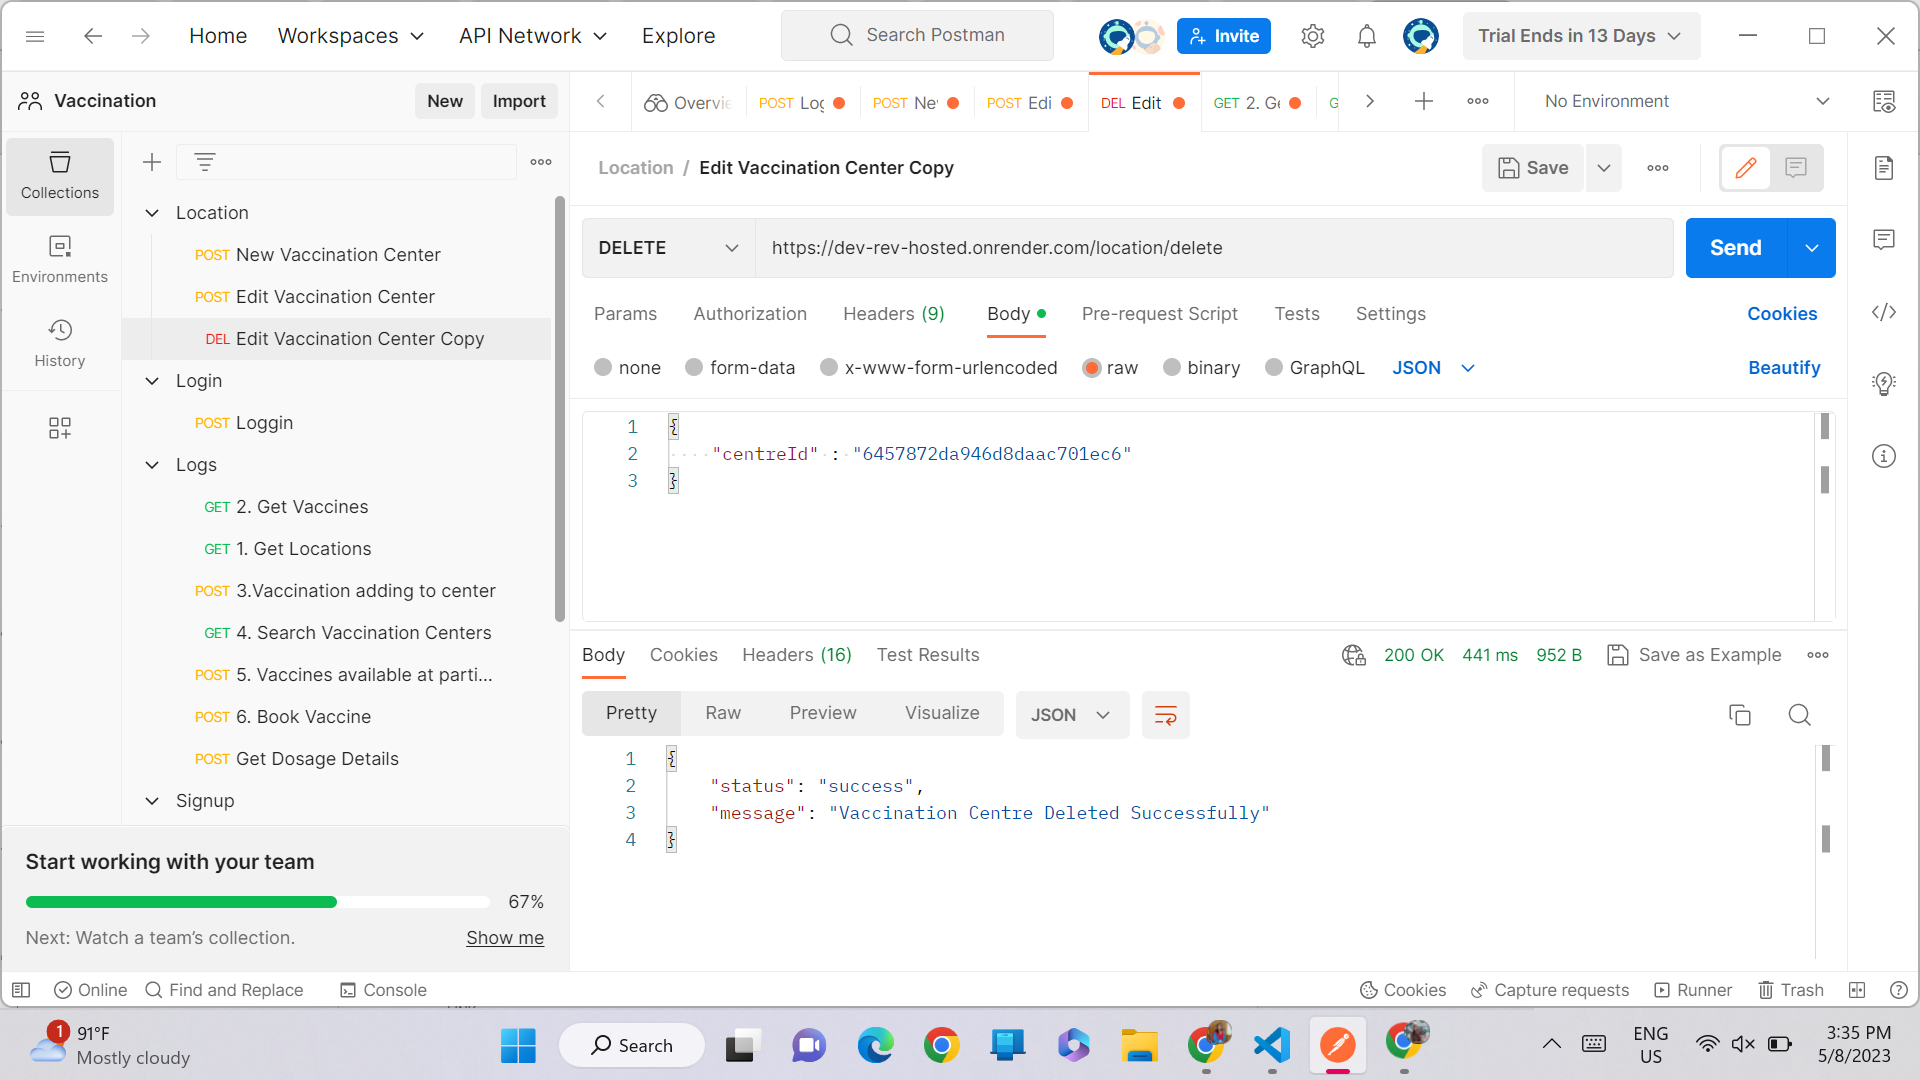 Home Workspaces API Network Explore Search Postman Invite Trial Ends in 13 Days
Vaccination New Import
Overvie POST Log POST Ne POST Edi DEL Edit GET 2. Ge G No Environment
Collections
Environments
History
Location
POST New Vaccination Center
POST Edit Vaccination Center
DEL Edit Vaccination Center Copy
Login
POST Loggin
Logs
GET 2. Get Vaccines
GET 1. Get Locations
POST 3.Vaccination adding to center
GET 4. Search Vaccination Centers
POST 5. Vaccines available at parti...
POST 6. Book Vaccine
POST Get Dosage Details
Signup
Start working with your team
67%
Next: Watch a team's collection. Show me
Location / Edit Vaccination Center Copy Save
DELETE https://dev-rev-hosted.onrender.com/location/delete Send
Params Authorization Headers (9) Body Pre-request Script Tests Settings Cookies
none form-data x-www-form-urlencoded raw binary GraphQL JSON Beautify
1 {
2 "centreId" : "6457872da946d8daac701ec6"
3 }
Body Cookies Headers (16) Test Results 200 OK 441 ms 952 B Save as Example
Pretty Raw Preview Visualize JSON
1 {
2 "status": "success",
3 "message": "Vaccination Centre Deleted Successfully"
4 }
Online Find and Replace Console Cookies Capture requests Runner Trash
1 91°F
Mostly cloudy
Search
ENG
US
3:35 PM
5/8/2023